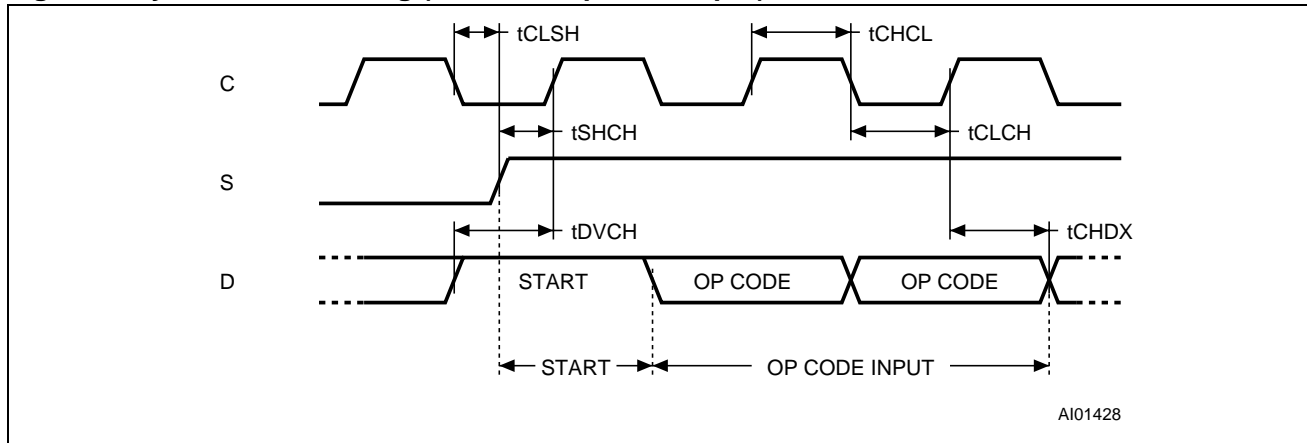 tCLSH
tCHCL
C
tSHCH
tCLCH
S
tDVCH
tCHDX
D
START
OP CODE
OP CODE
START
OP CODE INPUT
AI01428